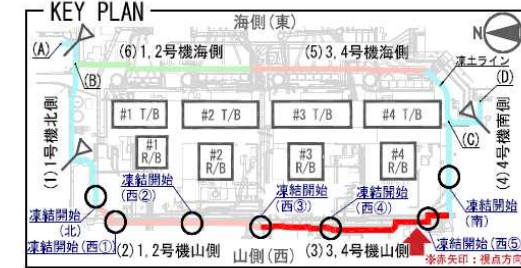 KEY PLAN
海側(東)
N
(A)
(6)1,2号機海側
(5)3,4号機海側
凍土ライン
(B)
(D)
#1 T/B
#2 T/B
#3 T/B
#4 T/B
(1)1号機北側
(C)
(4)4号機南側
#1
R/B
#2
R/B
#3
R/B
#4
R/B
凍結開始
(西②)
凍結開始
(西③)
凍結開始
(西④)
凍結開始
(南)
凍結開始
(北)
凍結開始(西①)
(2)1,2号機山側
(3)3,4号機山側
凍結開始(西⑤)
山側(西)
※赤矢印:視点方向